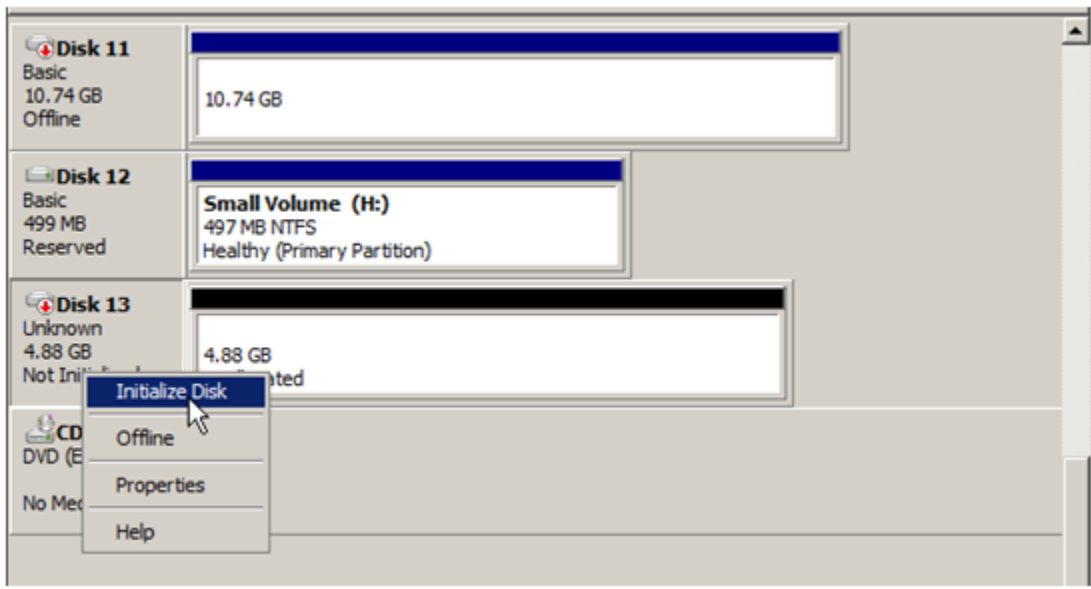 Disk 11
Basic
10.74 GB
Offline
10.74 GB
Disk 12
Basic
499 MB
Reserved
Small Volume (H:)
497 MB NTFS
Healthy (Primary Partition)
Disk 13
Unknown
4.88 GB
Not
4.88 GB
Initialize Disk
Offline
Properties
Help
CD
DVD
No